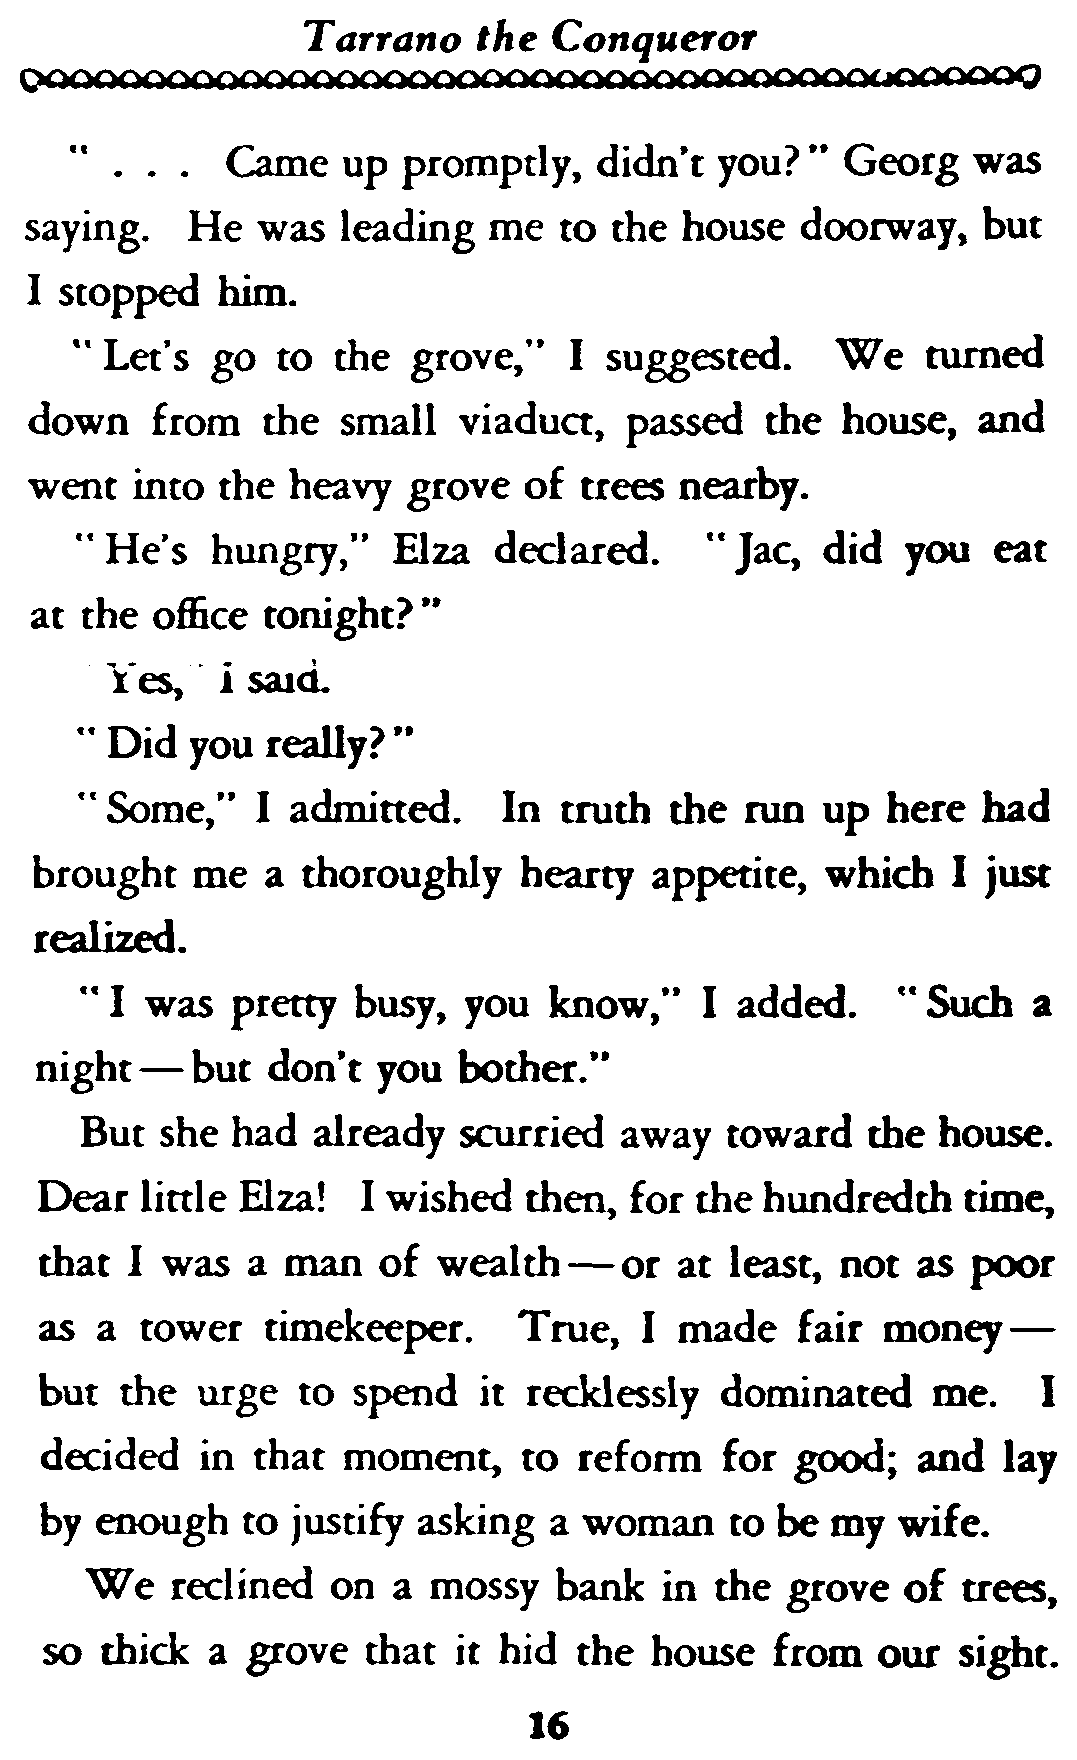 Tarrano the Conqueror
“ . . . Came up promptly, didn't you?” Georg was
saying. He was leading me to the house doorway, but
I stopped him.
“Let's go to the grove,” I suggested. We turned
down from the small viaduct, passed the house, and
went into the heavy grove of trees nearby.
“He's hungry,” Elza declared. “Jac, did you eat
at the office tonight?”
Yes,” I said.
“Did you really?”
“Some,” I admitted. In truth the run up here had
brought me a thoroughly hearty appetite, which I just
realized.
“I was pretty busy, you know,” I added. “Such a
night—but don't you bother.”
But she had already scurried away toward the house.
Dear little Elza! I wished then, for the hundredth time,
that I was a man of wealth—or at least, not as poor
as a tower timekeeper. True, I made fair money—
but the urge to spend it recklessly dominated me. I
decided in that moment, to reform for good; and lay
by enough to justify asking a woman to be my wife.
We reclined on a mossy bank in the grove of trees,
so thick a grove that it hid the house from our sight.
16